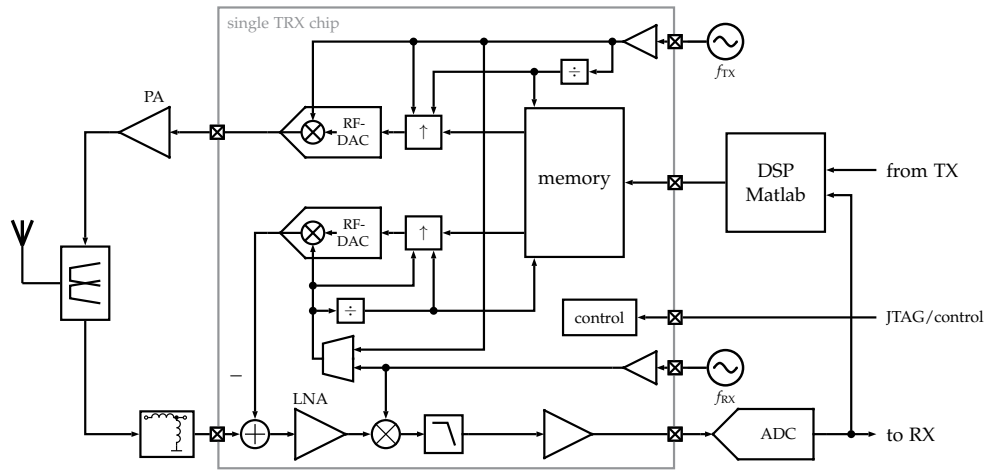 single TRX chip
f_TX
÷
PA
RF-
DAC
↑
memory
DSP
Matlab
from TX
RF-
DAC
↑
÷
control
JTAG/control
f_RX
−
LNA
ADC
to RX